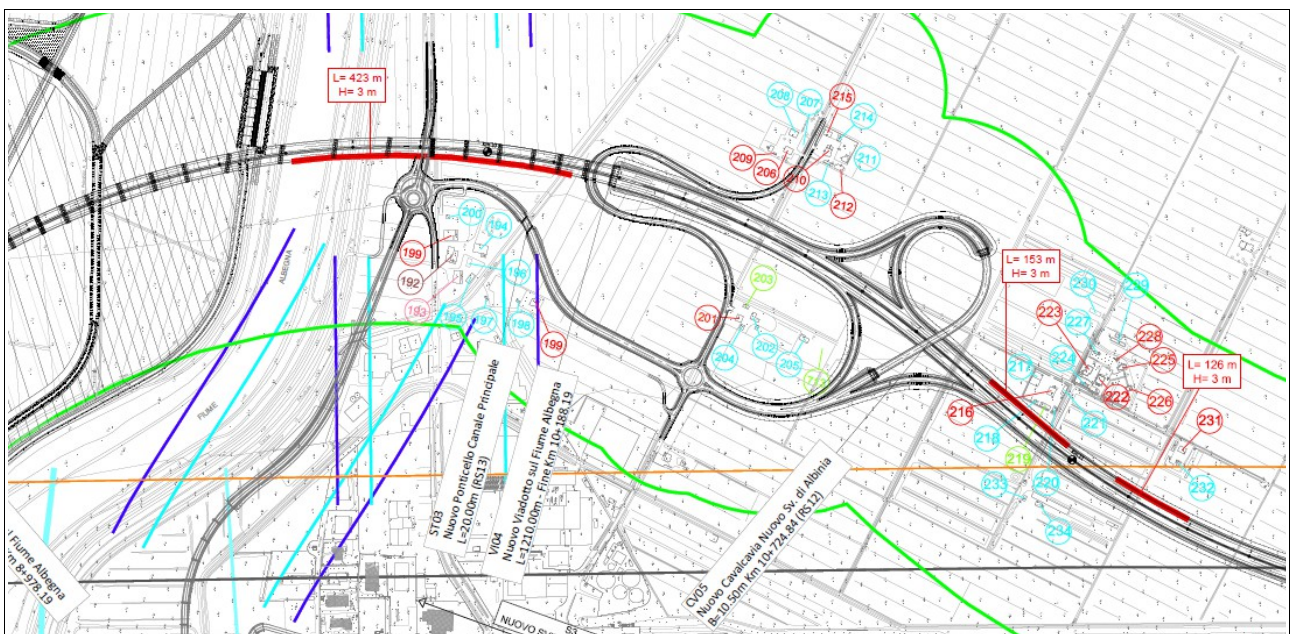 L= 423 m
H= 3 m
208
207
215
214
209
206
210
213
211
212
200
194
199
192
196
193
195
197
198
199
ALBEGNA
FIUME
203
201
204
202
205
L= 153 m
H= 3 m
230
229
223
227
228
225
224
217
222
226
216
221
218
219
220
233
234
L= 126 m
H= 3 m
231
232
ST03
Nuovo Ponticello Canale Principale
L=20.00m (RS13)
VI04
Nuovo Viadotto sul Fiume Albegna
L=1210.00m - Fine Km 10+188.19
CV05
Nuovo Cavalcavia Nuovo Sv. di Albinia
B=10.50m Km 10+724.84 (RS12)
Fiume Albegna
8+978.19
NUOVO